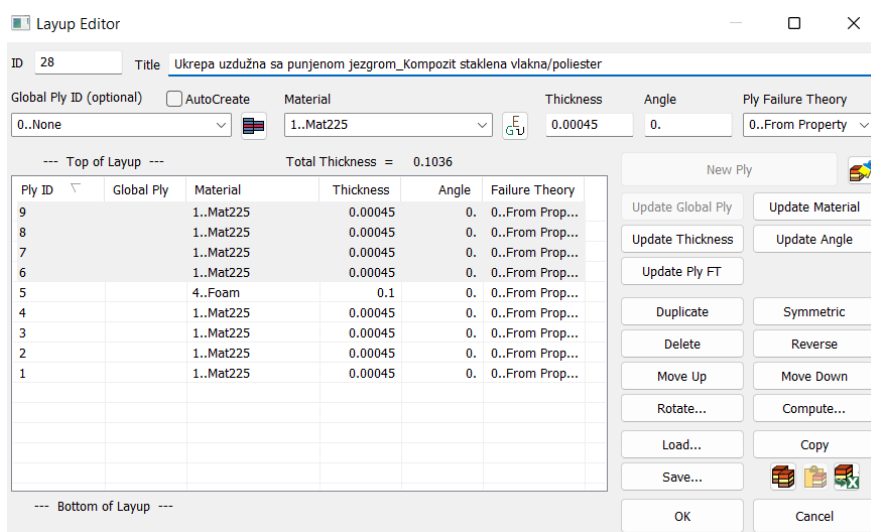 Layup Editor
ID 28 Title Ukrepa uzdužna sa punjenom jezgrom_Kompozit staklena vlakna/poliester
Global Ply ID (optional) AutoCreate Material Thickness Angle Ply Failure Theory
0..None 1..Mat225 0.00045 0. 0..From Property
--- Top of Layup --- Total Thickness = 0.1036
New Ply
Ply ID Global Ply Material Thickness Angle Failure Theory
9 1..Mat225 0.00045 0. 0..From Prop...
8 1..Mat225 0.00045 0. 0..From Prop...
7 1..Mat225 0.00045 0. 0..From Prop...
6 1..Mat225 0.00045 0. 0..From Prop...
5 4..Foam 0.1 0. 0..From Prop...
4 1..Mat225 0.00045 0. 0..From Prop...
3 1..Mat225 0.00045 0. 0..From Prop...
2 1..Mat225 0.00045 0. 0..From Prop...
1 1..Mat225 0.00045 0. 0..From Prop...
Update Global Ply Update Material
Update Thickness Update Angle
Update Ply FT
Duplicate Symmetric
Delete Reverse
Move Up Move Down
Rotate... Compute...
Load... Copy
Save...
--- Bottom of Layup ---
OK Cancel